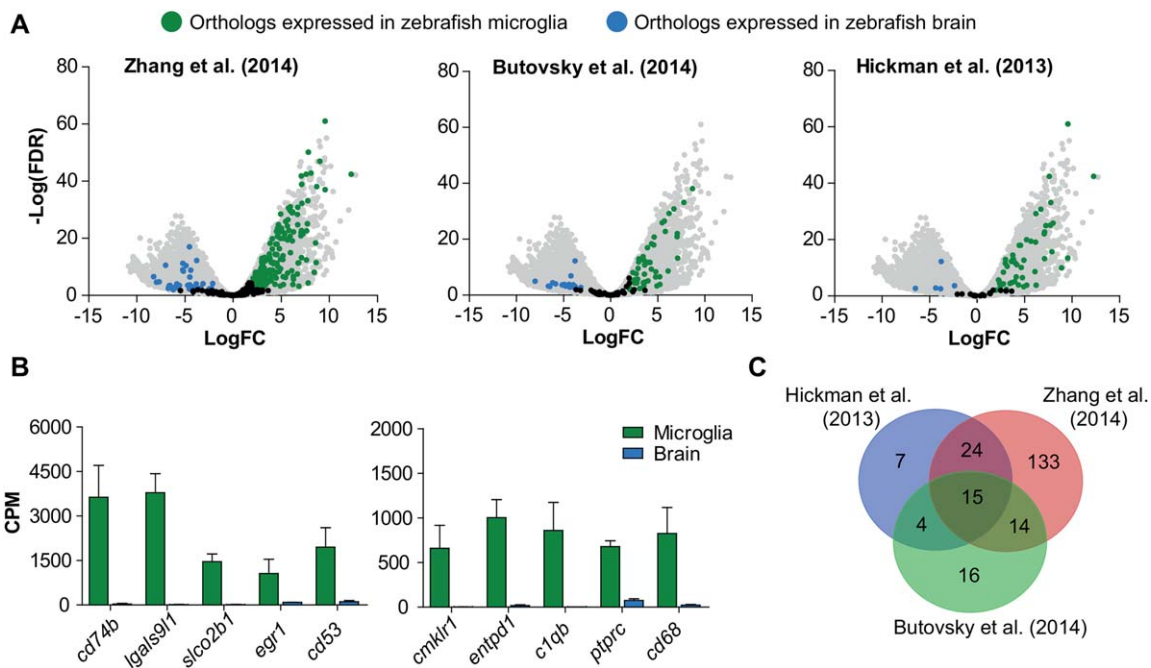 A
Orthologs expressed in zebrafish microglia
Orthologs expressed in zebrafish brain
Zhang et al. (2014)
Butovsky et al. (2014)
Hickman et al. (2013)
-Log(FDR)
80
60
40
20
0
-15 -10 -5 0 5 10 15
LogFC
80
60
40
20
0
-15 -10 -5 0 5 10 15
LogFC
80
60
40
20
0
-15 -10 -5 0 5 10 15
LogFC
B
CPM
6000
4500
3000
1500
0
cd74b lgals9l1 slco2b1 egr1 cd53
2000
1500
1000
500
0
cmklr1 entpd1 c1qb ptprc cd68
Microglia
Brain
C
Hickman et al.
(2013)
Zhang et al.
(2014)
7 24 133
15
4 14
16
Butovsky et al. (2014)